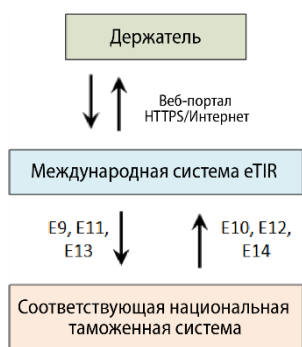 Держатель
Веб-портал
HTTPS/Интернет
Международная система eTIR
E9, E11,
E13
E10, E12,
E14
Соответствующая национальная
таможенная система